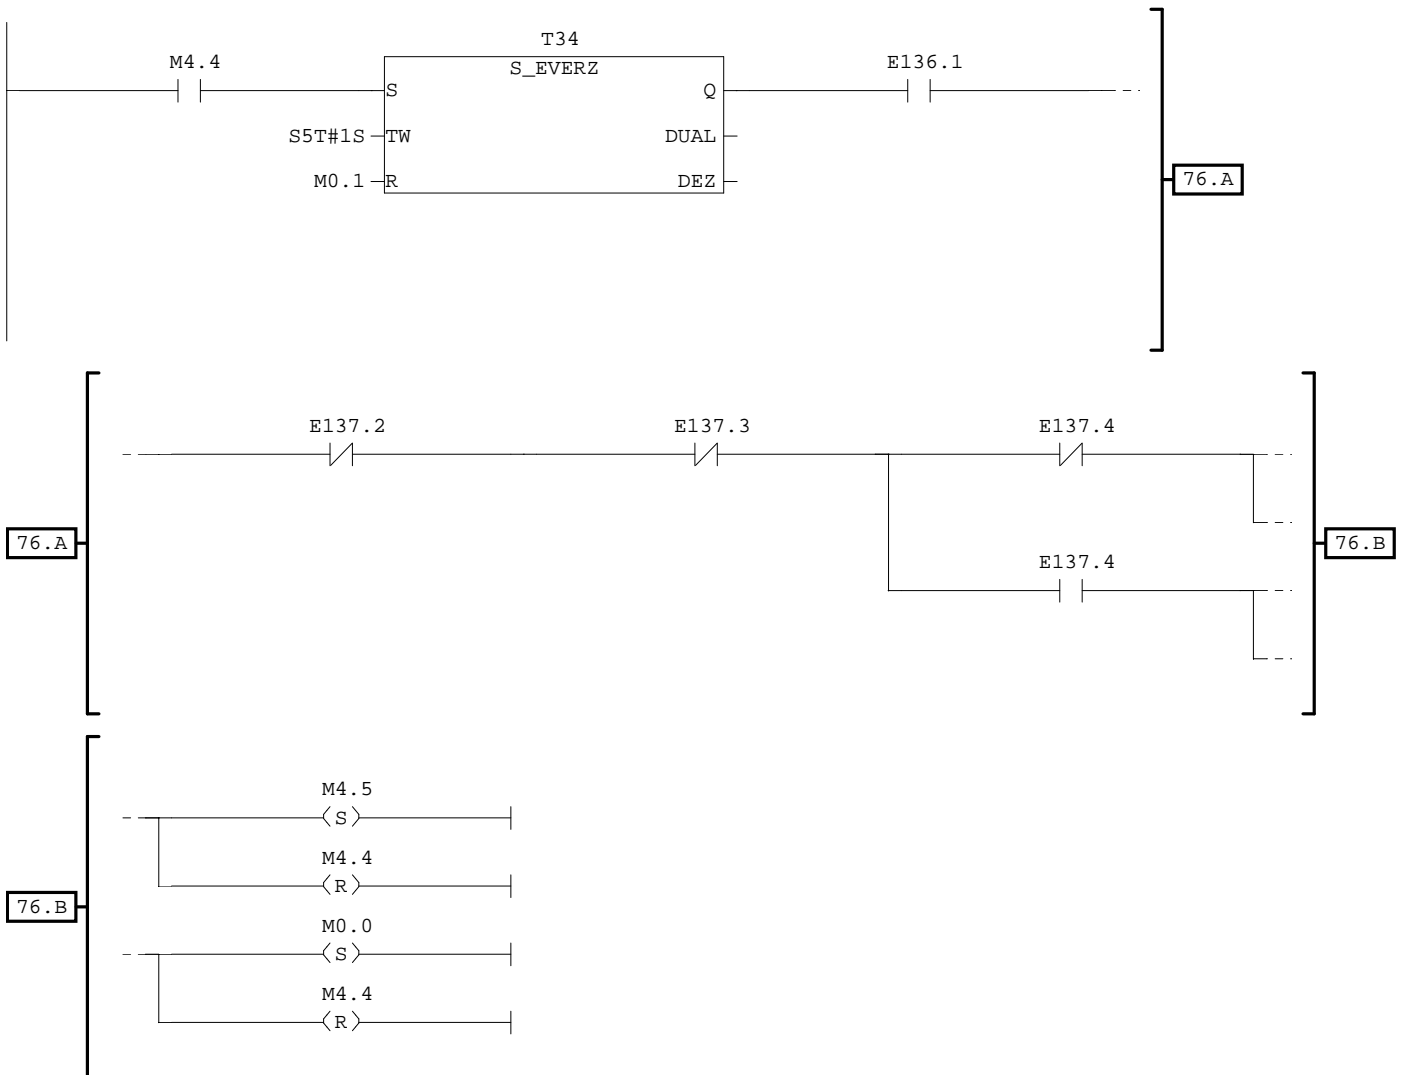 T34
M4.4
S_EVERZ
E136.1
S
Q
S5T#1S
TW
DUAL
M0.1
R
DEZ
76.A
E137.2
E137.3
E137.4
76.A
E137.4
76.B
M4.5
S
M4.4
R
76.B
M0.0
S
M4.4
R